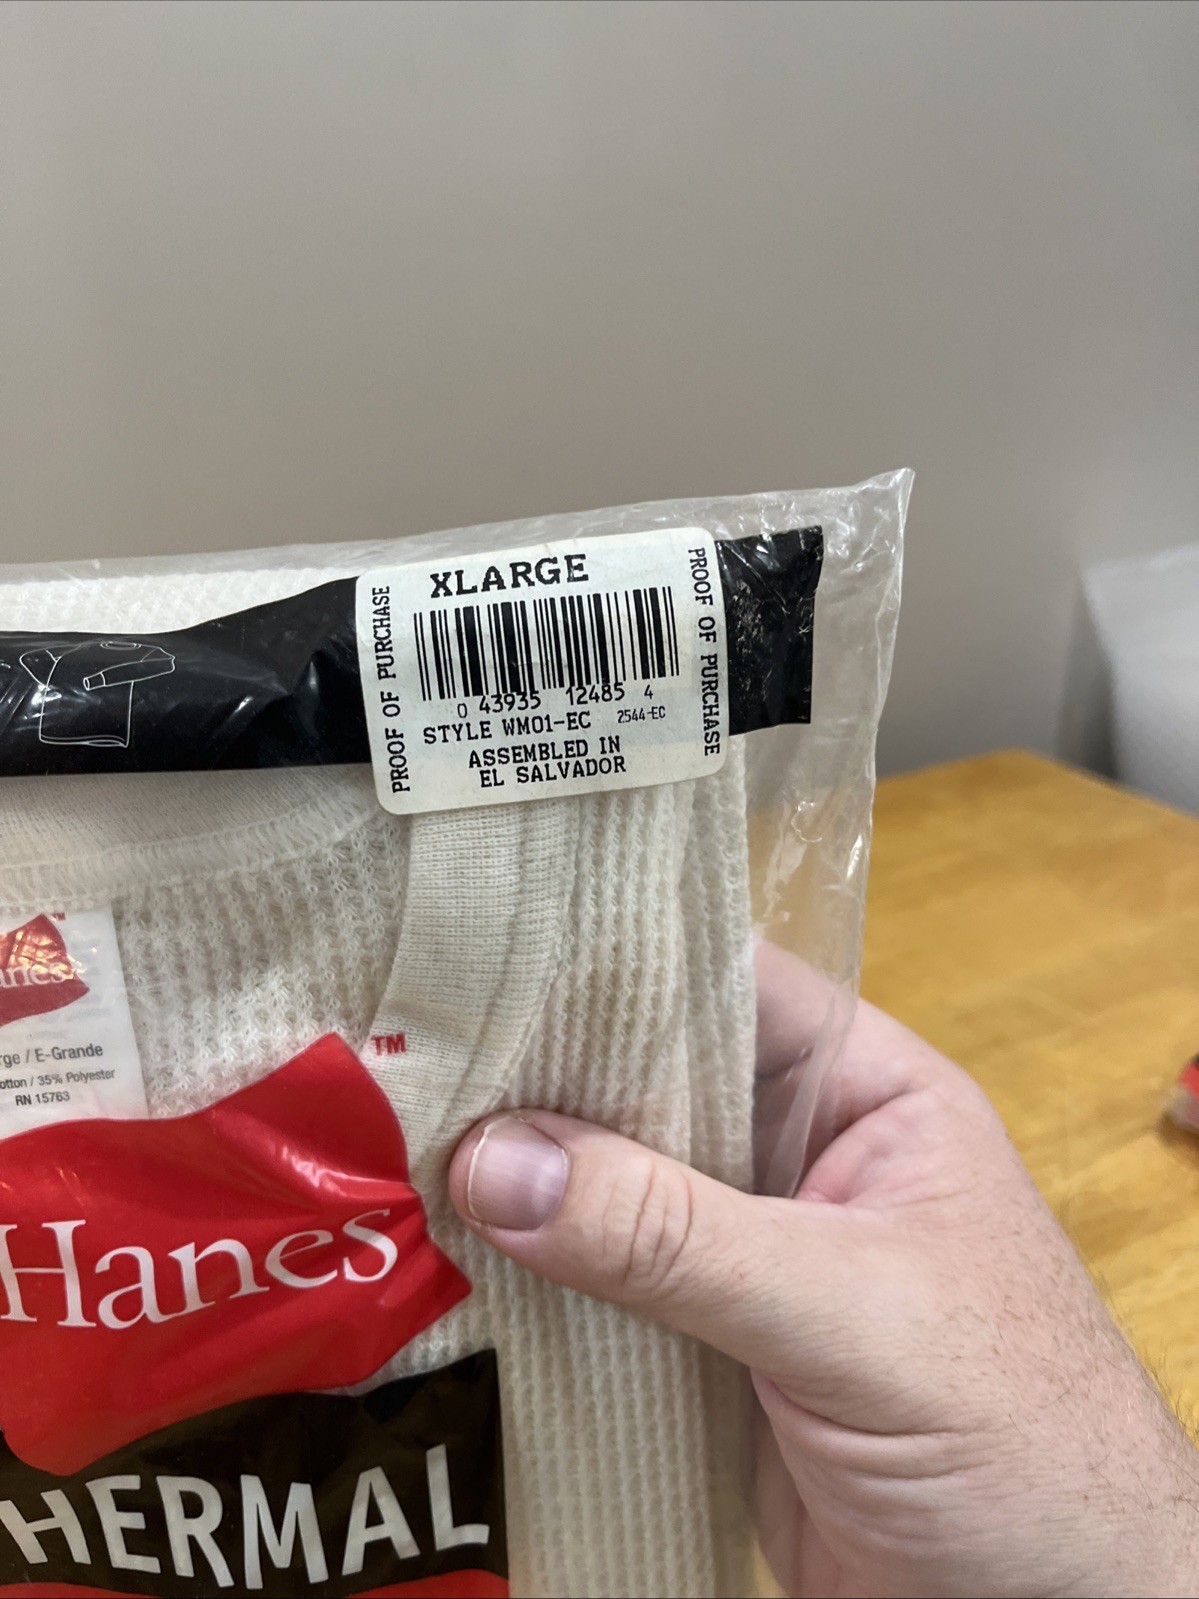 XLARGE
PROOF OF PURCHASE
PROOF OF PURCHASE
0 43935 12485 4
STYLE WM01-EC 2544-EC
ASSEMBLED IN
EL SALVADOR
TM
anes
rge / E-Grande
otton / 35% Polyester
RN 15763
TM
Hanes
HERMAL